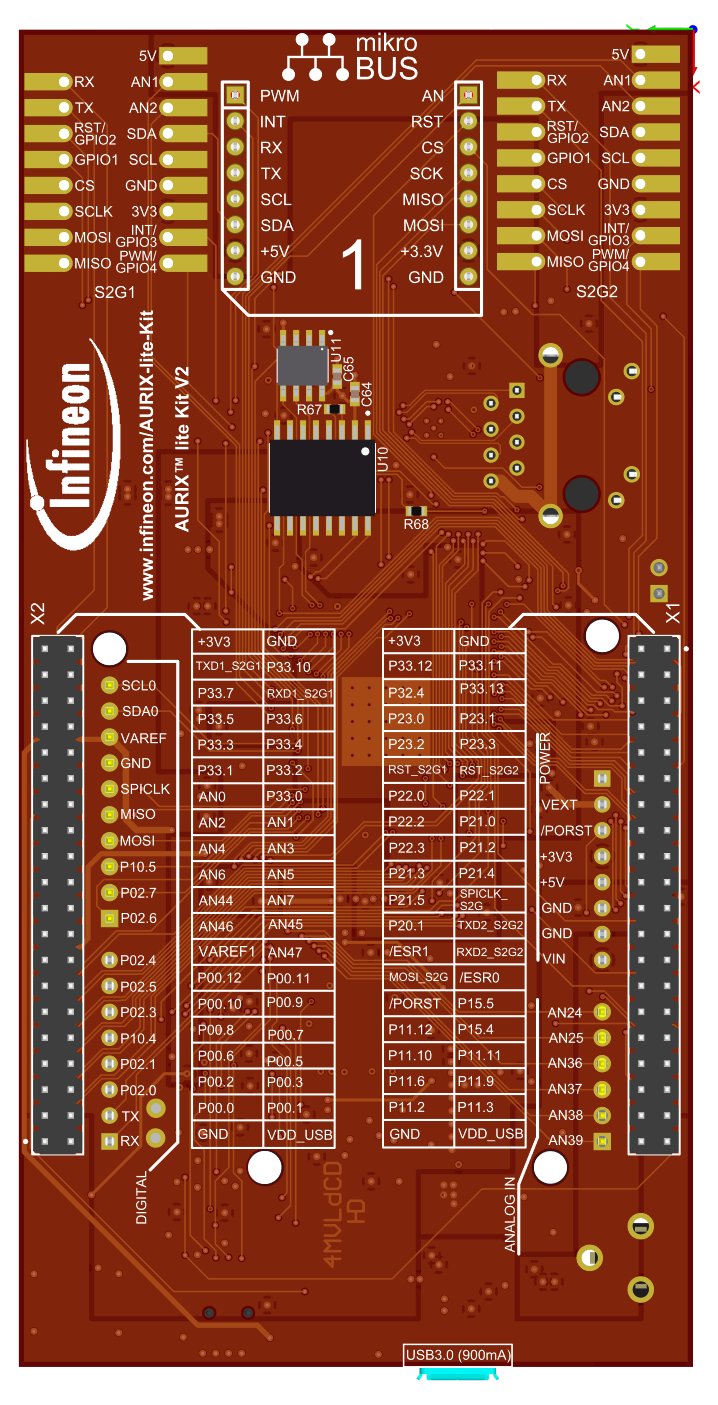 mikro
BUS
5V
RX
AN1
TX
AN2
RST/
GPIO2
SDA
GPIO1
SCL
CS
GND
SCLK
3V3
MOSI
INT/
GPIO3
MISO
PWM/
GPIO4
S2G1
PWM
AN
INT
RST
RX
CS
TX
SCK
SCL
MISO
SDA
MOSI
+5V
+3.3V
GND
GND
1
5V
RX
AN1
TX
AN2
RST/
GPIO2
SDA
GPIO1
SCL
CS
GND
SCLK
3V3
MOSI
INT/
GPIO3
MISO
PWM/
GPIO4
S2G2
Infineon
www.infineon.com/AURIX-lite-Kit
AURIX™ lite Kit V2
U11
C65
C64
R67
U10
R68
X2
X1
SCL0
SDA0
VAREF
GND
SPICLK
MISO
MOSI
P10.5
P02.7
P02.6
P02.4
P02.5
P02.3
P10.4
P02.1
P02.0
TX
RX
DIGITAL
+3V3 GND
TXD1_S2G1 P33.10
P33.7 RXD1_S2G1
P33.5 P33.6
P33.3 P33.4
P33.1 P33.2
AN0 P33.0
AN2 AN1
AN4 AN3
AN6 AN5
AN44 AN7
AN46 AN45
VAREF1 AN47
P00.12 P00.11
P00.10 P00.9
P00.8 P00.7
P00.6 P00.5
P00.2 P00.3
P00.0 P00.1
GND VDD_USB
+3V3 GND
P33.12 P33.11
P32.4 P33.13
P23.0 P23.1
P23.2 P23.3
RST_S2G1 RST_S2G2
P22.0 P22.1
P22.2 P21.0
P22.3 P21.2
P21.3 P21.4
P21.5 SPICLK_
S2G
P20.1 TXD2_S2G2
/ESR1 RXD2_S2G2
MOSI_S2G /ESR0
/PORST P15.5
P11.12 P15.4
P11.10 P11.11
P11.6 P11.9
P11.2 P11.3
GND VDD_USB
POWER
VEXT
/PORST
+3V3
+5V
GND
GND
VIN
AN24
AN25
AN36
AN37
AN38
AN39
ANALOG IN
4MULdCD
HD
USB3.0 (900mA)